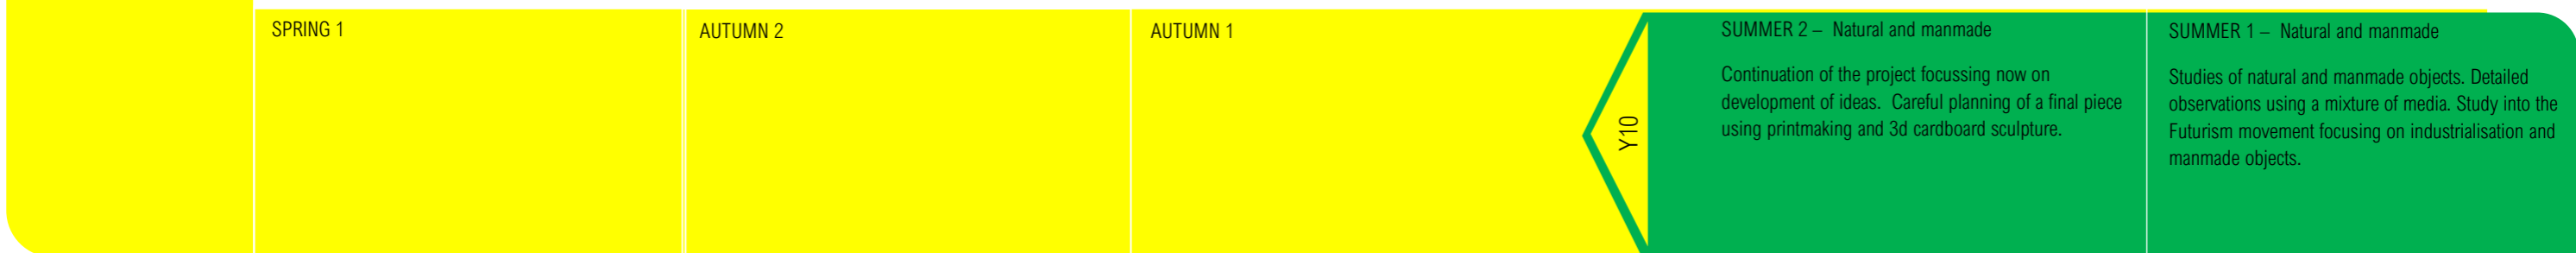 SPRING 1
AUTUMN 2
AUTUMN 1
Y10
SUMMER 2 – Natural and manmade
Continuation of the project focussing now on
development of ideas. Careful planning of a final piece
using printmaking and 3d cardboard sculpture.
SUMMER 1 – Natural and manmade
Studies of natural and manmade objects. Detailed
observations using a mixture of media. Study into the
Futurism movement focusing on industrialisation and
manmade objects.